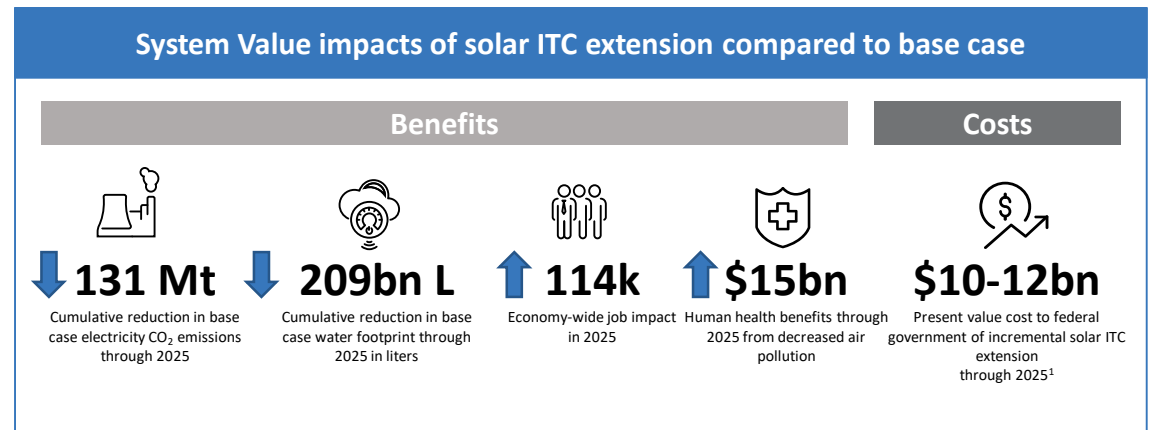 System Value impacts of solar ITC extension compared to base case
Benefits
Costs
131 Mt
Cumulative reduction in base
case electricity CO₂ emissions
through 2025
209bn L
Cumulative reduction in base
case water footprint through
2025 in liters
114k
Economy-wide job impact
in 2025
$15bn
Human health benefits through
2025 from decreased air
pollution
$
$10-12bn
Present value cost to federal
government of incremental solar ITC
extension
through 2025¹